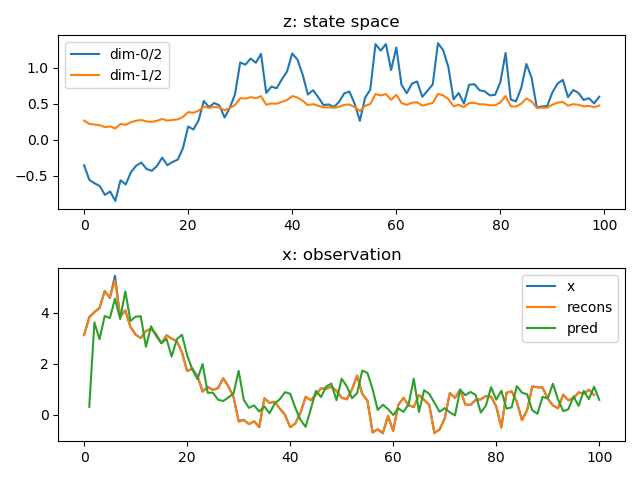 z: state space
dim-0/2
dim-1/2
1.0
0.5
0.0
−0.5
0 20 40 60 80 100
x: observation
x
recons
pred
4
2
0
0 20 40 60 80 100